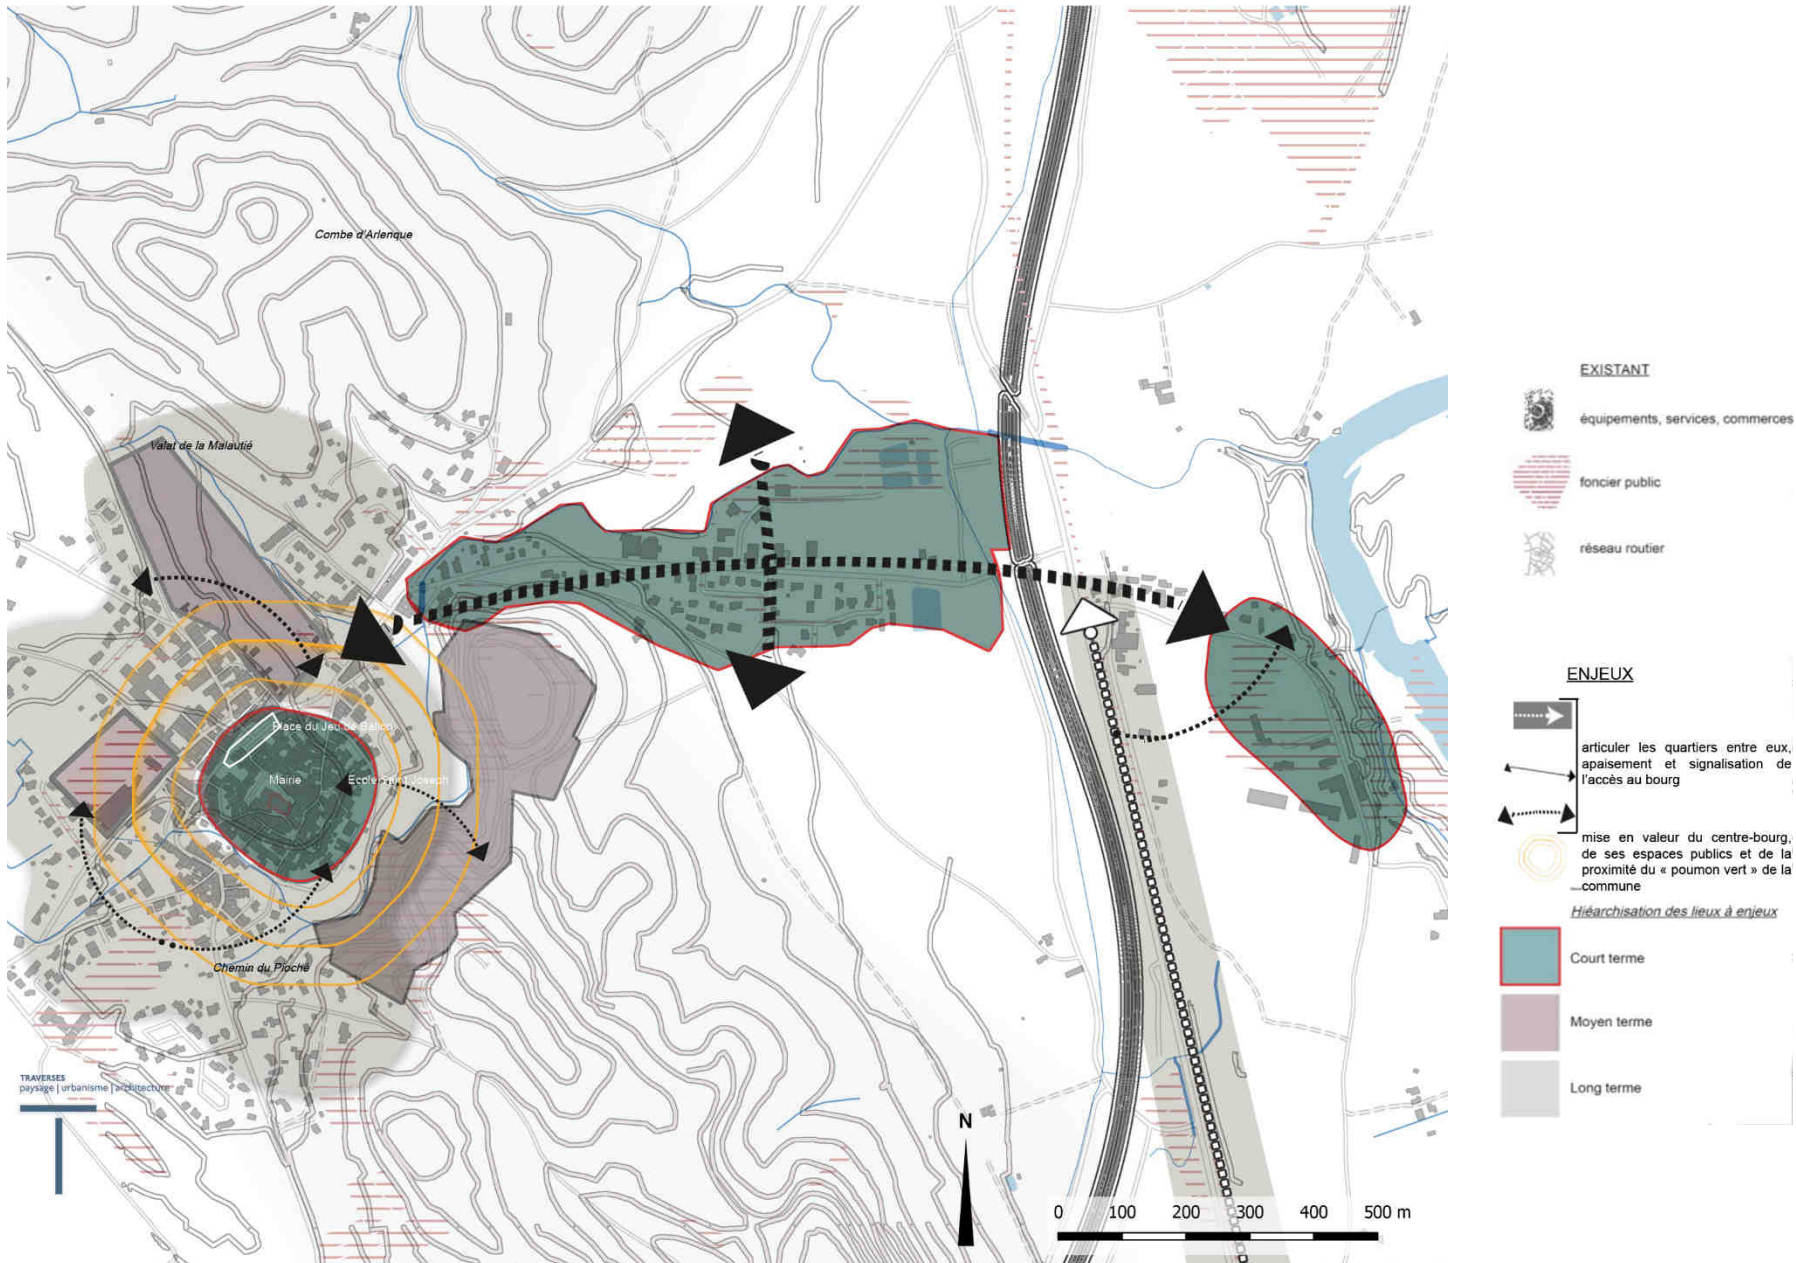 Combe d'Arlenque
Valat de la Malautié
Place du Jeu de Ballon
Mairie
Ecole Saint Joseph
Chemin du Pioche
TRAVERSES
paysage | urbanisme | architecture
N
0 100 200 300 400 500 m
EXISTANT
équipements, services, commerces
foncier public
réseau routier
ENJEUX
articuler les quartiers entre eux,
apaisement et signalisation de
l'accès au bourg
mise en valeur du centre-bourg,
de ses espaces publics et de la
proximité du « poumon vert » de la
commune
Hiéarchisation des lieux à enjeux
Court terme
Moyen terme
Long terme